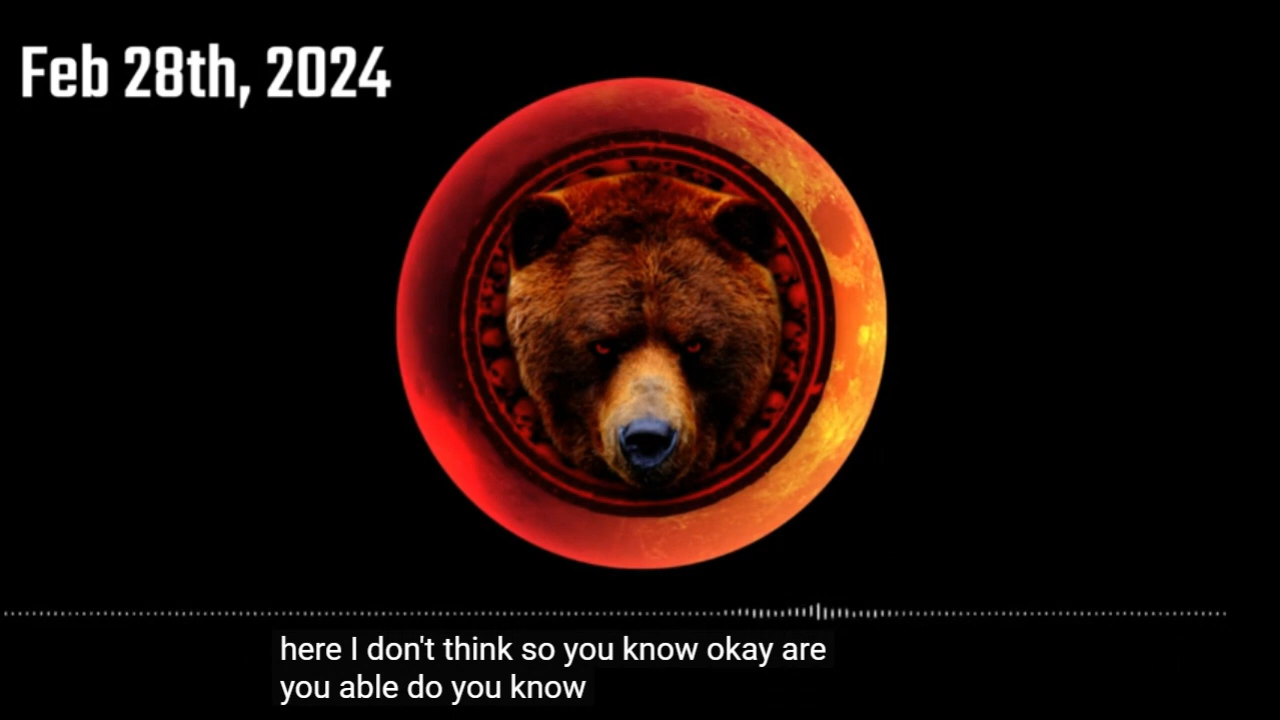 Feb 28th, 2024
here I don't think so you know okay are
you able do you know